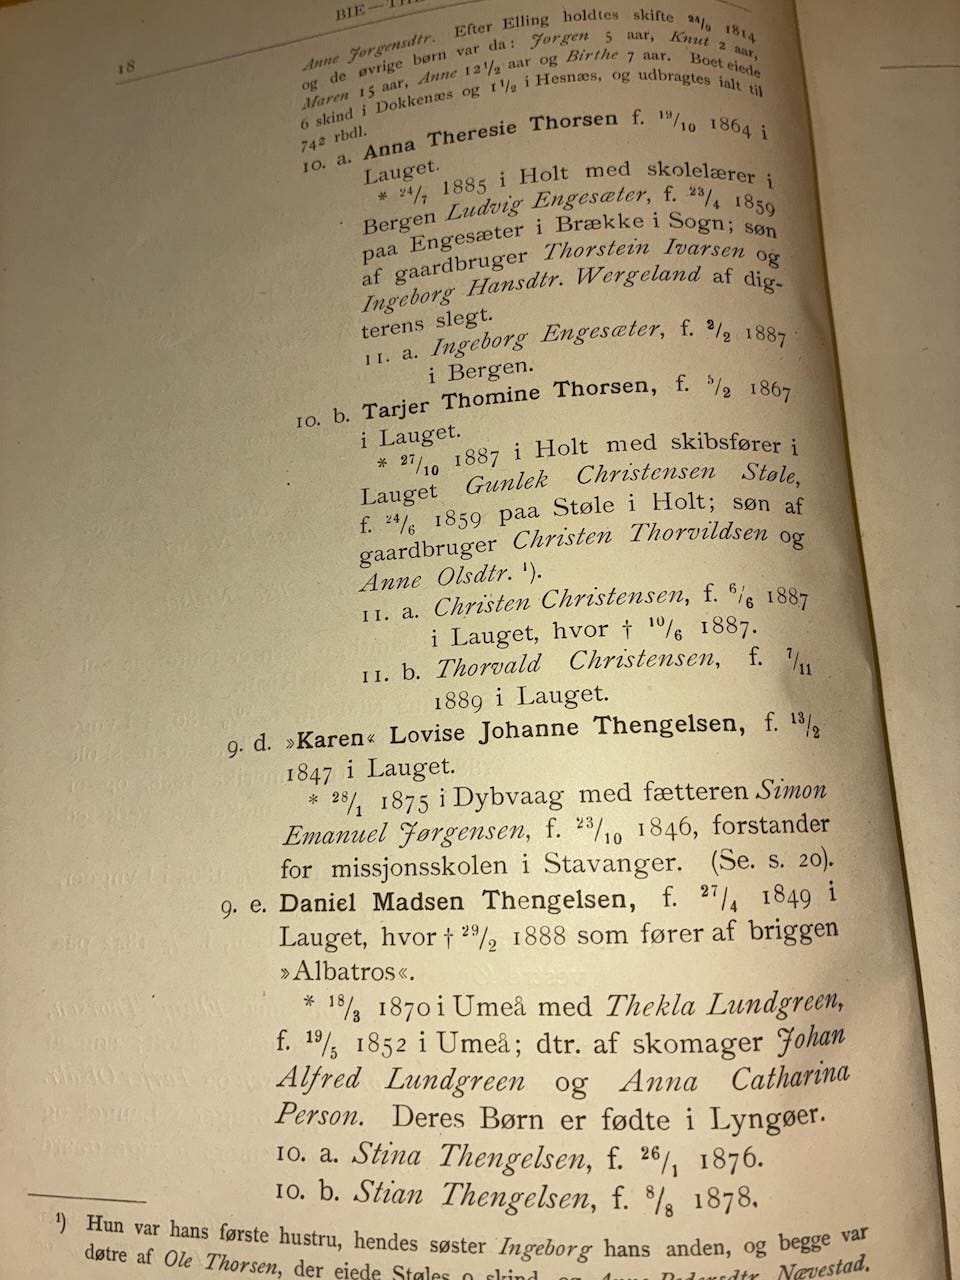 18
BIE—THE
Anne Jørgensdtr. Efter Elling holdtes skifte 24/9 1814
og de øvrige børn var da: Jørgen 5 aar, Knut 2 aar,
Maren 15 aar, Anne 12 1/2 aar og Birthe 7 aar. Boet eiede
6 skind i Dokkenæs og 1 1/2 i Hesnæs, og udbragtes ialt til
742 rbdl.
10. a. Anna Theresie Thorsen f. 19/10 1864 i
Lauget.
* 24/7 1885 i Holt med skolelærer i
Bergen Ludvig Engesæter, f. 23/4 1859
paa Engesæter i Brække i Sogn; søn
af gaardbruger Thorstein Ivarsen og
Ingeborg Hansdtr. Wergeland af dig-
terens slegt.
11. a. Ingeborg Engesæter, f. 2/2 1887
i Bergen.
10. b. Tarjer Thomine Thorsen, f. 5/2 1867
i Lauget.
* 27/10 1887 i Holt med skibsfører i
Lauget Gunlek Christensen Støle,
f. 24/6 1859 paa Støle i Holt; søn af
gaardbruger Christen Thorvildsen og
Anne Olsdtr. ¹).
11. a. Christen Christensen, f. 6/6 1887
i Lauget, hvor † 10/6 1887.
11. b. Thorvald Christensen, f. 7/11
1889 i Lauget.
9. d. »Karen« Lovise Johanne Thengelsen, f. 13/2
1847 i Lauget.
* 28/1 1875 i Dybvaag med fætteren Simon
Emanuel Jørgensen, f. 23/10 1846, forstander
for missjonsskolen i Stavanger. (Se. s. 20).
9. e. Daniel Madsen Thengelsen, f. 27/4 1849 i
Lauget, hvor † 29/2 1888 som fører af briggen
»Albatros«.
* 18/3 1870 i Umeå med Thekla Lundgreen,
f. 19/5 1852 i Umeå; dtr. af skomager Johan
Alfred Lundgreen og Anna Catharina
Person. Deres Børn er fødte i Lyngøer.
10. a. Stina Thengelsen, f. 26/1 1876.
10. b. Stian Thengelsen, f. 8/8 1878.
¹) Hun var hans første hustru, hendes søster Ingeborg hans anden, og begge var
døtre af Ole Thorsen, der eiede Støles 9 skind, og Anne Pedersdtr. Nævestad.